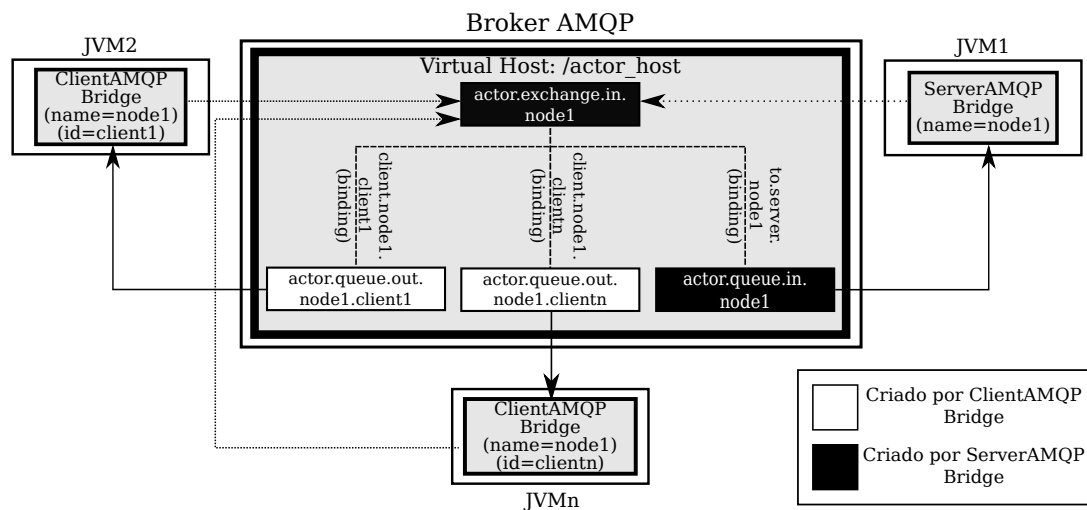 Broker AMQP
JVM2
JVM1
Virtual Host: /actor_host
ClientAMQP
Bridge
(name=node1)
(id=client1)
actor.exchange.in.
node1
ServerAMQP
Bridge
(name=node1)
client.node1.
client1
(binding)
client.node1.
clientn
(binding)
to.server.
node1
(binding)
actor.queue.out.
node1.client1
actor.queue.out.
node1.clientn
actor.queue.in.
node1
ClientAMQP
Bridge
(name=node1)
(id=clientn)
JVMn
Criado por ClientAMQP
Bridge
Criado por ServerAMQP
Bridge